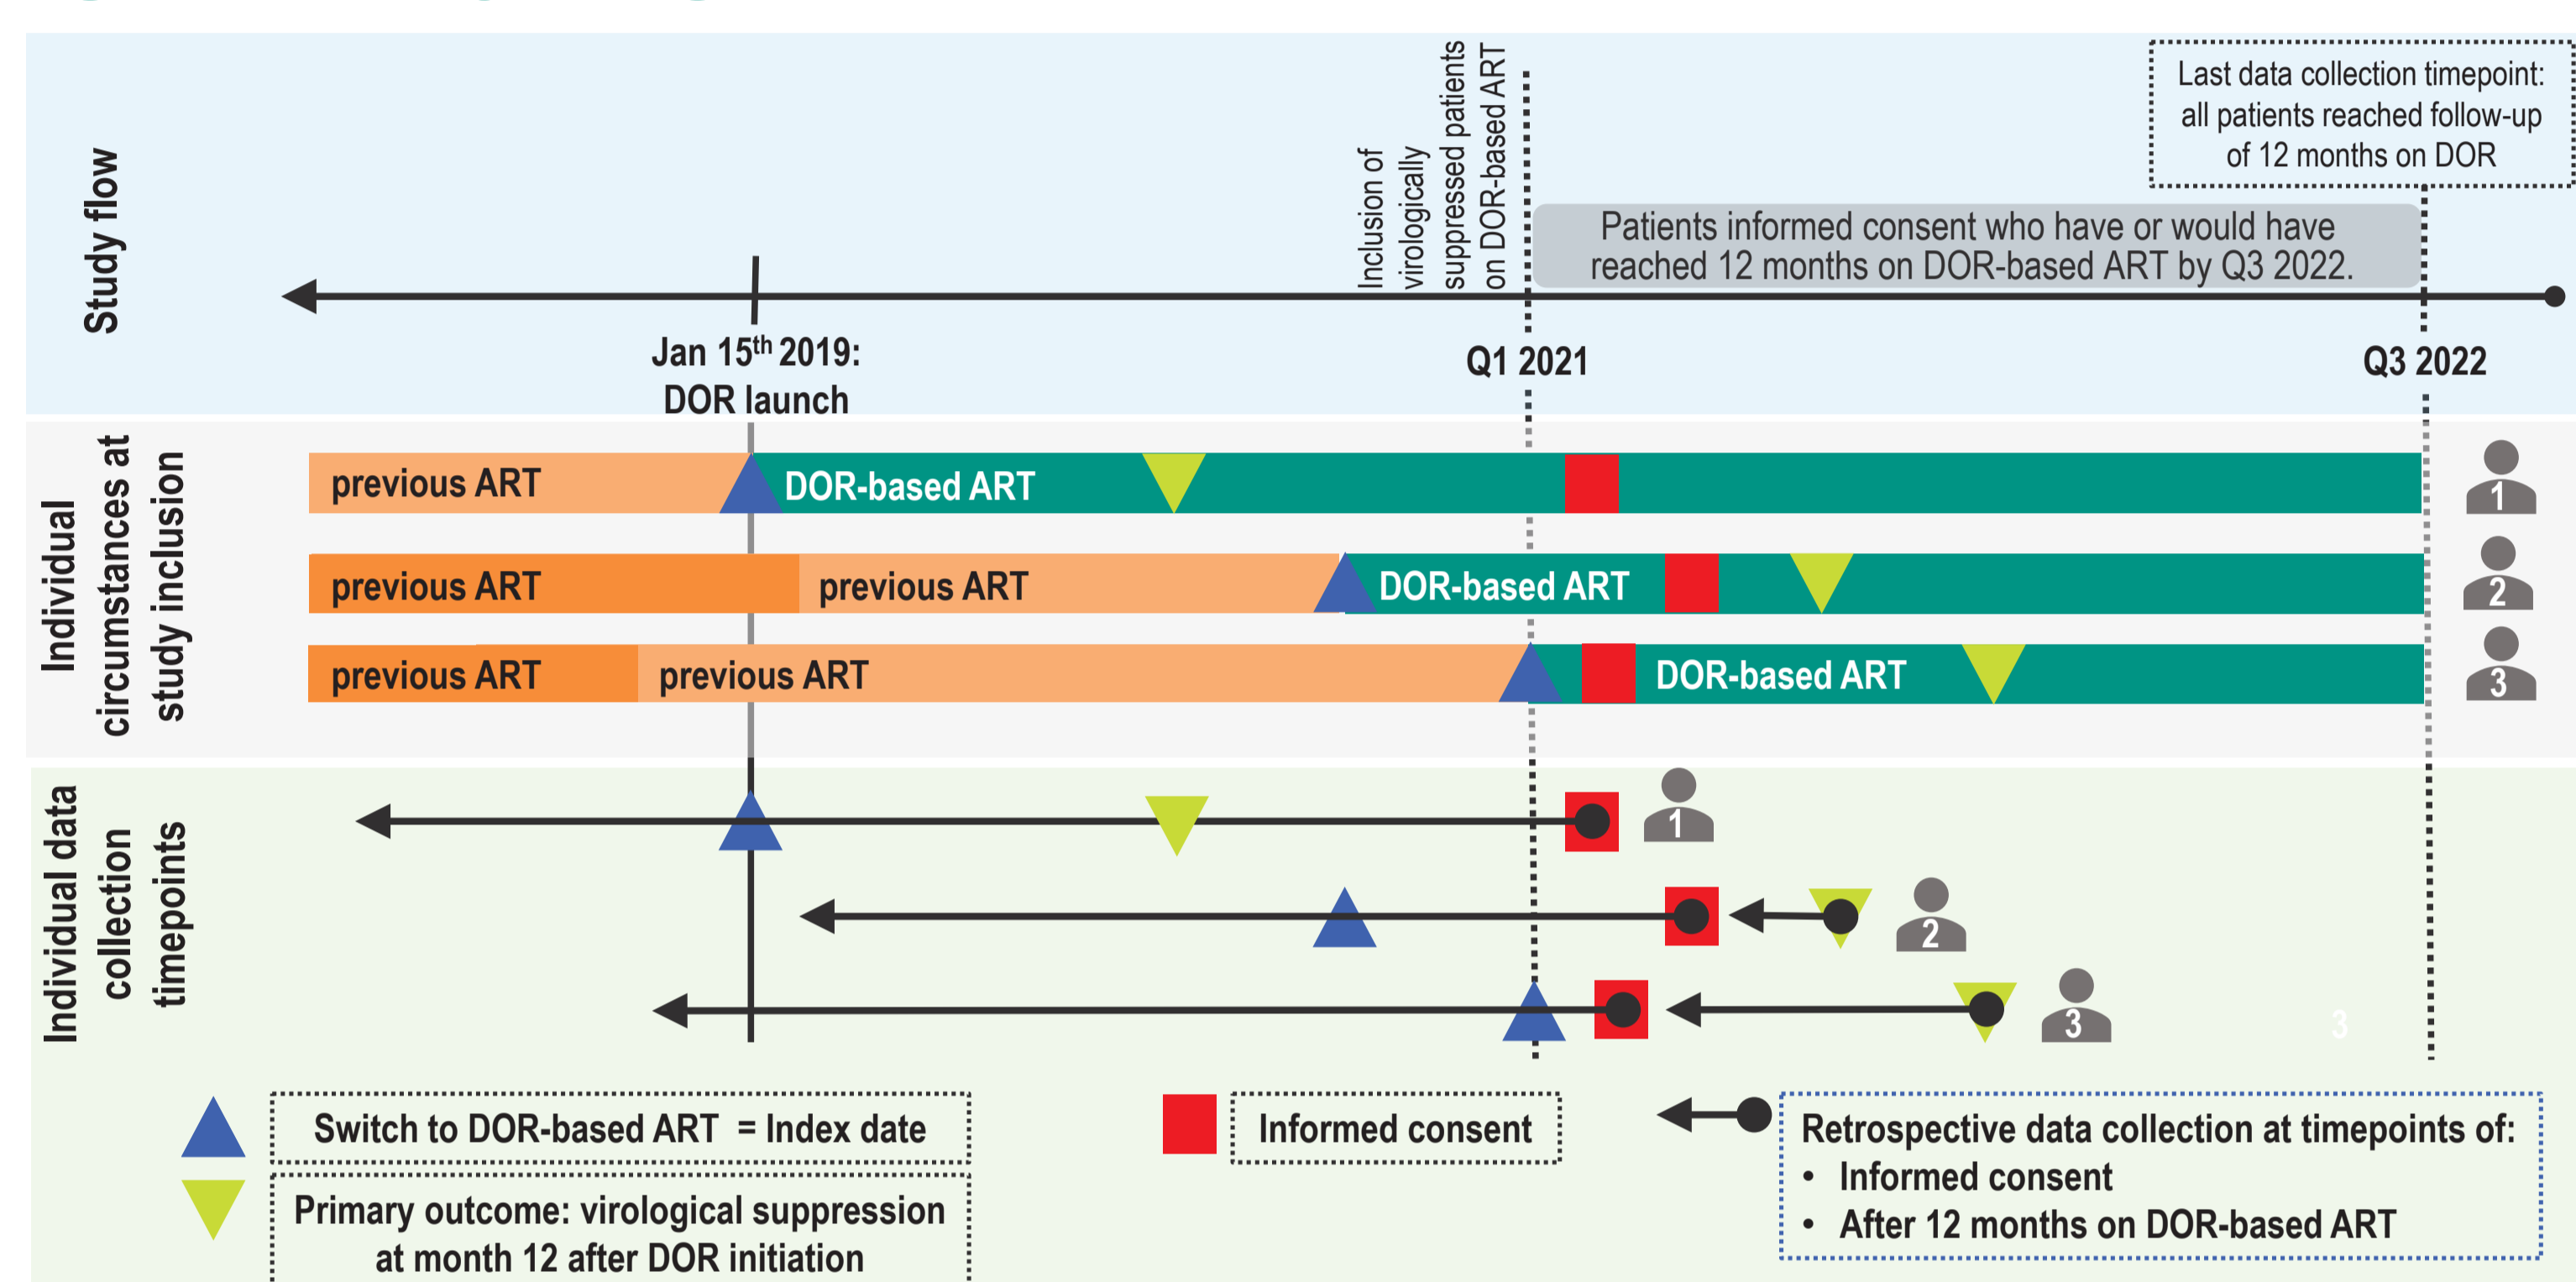 Study flow
Inclusion of
virologically
suppressed patients
on DOR-based ART
Last data collection timepoint:
all patients reached follow-up
of 12 months on DOR
Patients informed consent who have or would have
reached 12 months on DOR-based ART by Q3 2022.
Jan 15th 2019:
DOR launch
Q1 2021
Q3 2022
Individual
circumstances at
study inclusion
previous ART
DOR-based ART
1
previous ART
previous ART
DOR-based ART
2
previous ART
previous ART
DOR-based ART
3
Individual data
collection
timepoints
1
2
3
3
Switch to DOR-based ART = Index date
Informed consent
Retrospective data collection at timepoints of:
• Informed consent
• After 12 months on DOR-based ART
Primary outcome: virological suppression
at month 12 after DOR initiation